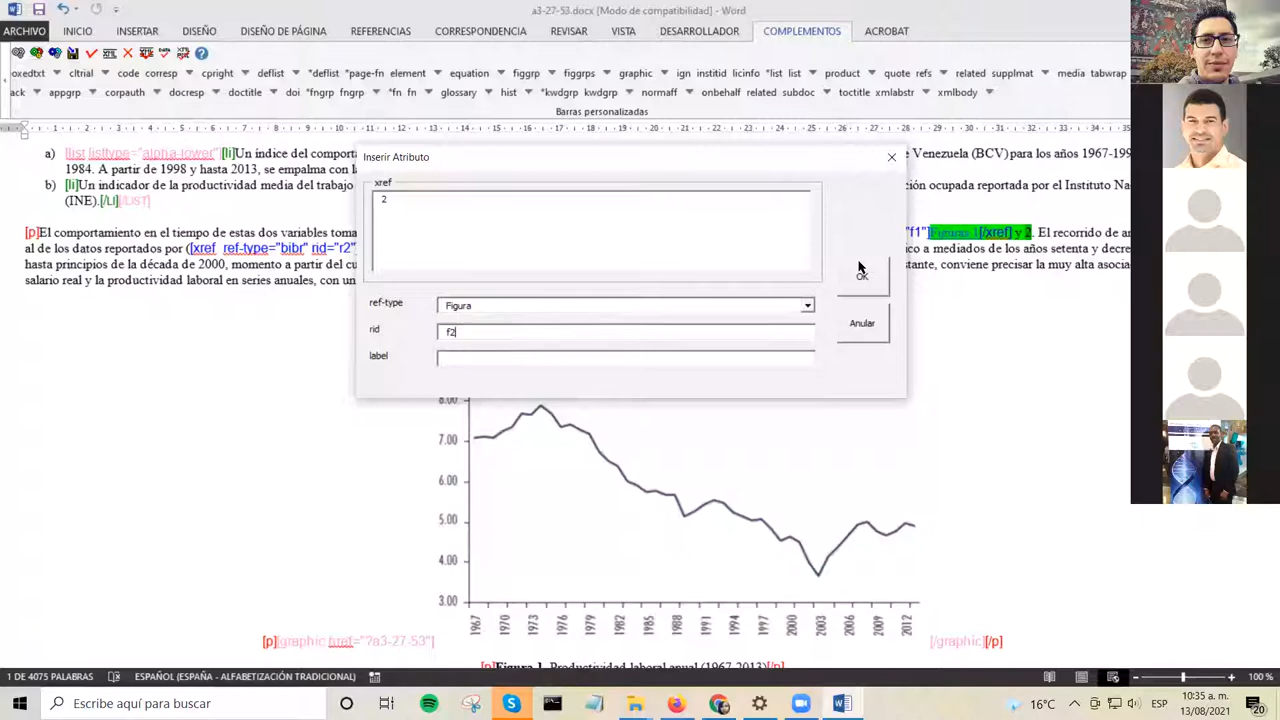 a3-27-53.docx [Modo de compatibilidad] - Word
ARCHIVO INICIO INSERTAR DISEÑO DISEÑO DE PÁGINA REFERENCIAS CORRESPONDENCIA REVISAR VISTA DESARROLLADOR COMPLEMENTOS ACROBAT
oxedtxt cltrial * code corresp cpright deflist *deflist *page-fn element equation figgrp figgrps graphic * ign institid licinfo *list list * product * quote refs * related supplmat * media tabwrap
ack * appgrp * corpauth * docresp * doctitle * doi *fngrp fngrp * *fn fn * glossary * hist * *kwdgrp kwdgrp * normaff * onbehalf related * subdoc * toctitle xmlabstr * xmlbody
Barras personalizadas
a) [list listtype="alpha-lower"][li]Un índice del compor
Venezuela (BCV) para los años 1967-199
1984. A partir de 1998 y hasta 2013, se empalma con la
b) [li]Un indicador de la productividad media del trabajo
ción ocupada reportada por el Instituto Na
(INE).[/LI][/LIST]
[p]El comportamiento en el tiempo de estas dos variables toma
"f1"]Figuras 1[/xref] y 2. El recorrido de am
al de los datos reportados por ([xref ref-type="bibr" rid="r2"
ico a mediados de los años setenta y decre
hasta principios de la década de 2000, momento a partir del cu
stante, conviene precisar la muy alta asocia
salario real y la productividad laboral en series anuales, con un
Inserir Atributo
xref
2
OK
ref-type
Figura
Anular
rid
f2
label
8.00
7.00
6.00
5.00
4.00
3.00
1967 1970 1973 1976 1979 1982 1985 1988 1991 1994 1997 2000 2003 2006 2009 2012
[p][graphic href="?a3-27-53"]
[/graphic][/p]
[p]Figura 1. Productividad laboral anual (1967-2013)[/p]
1 DE 4075 PALABRAS ESPAÑOL (ESPAÑA - ALFABETIZACIÓN TRADICIONAL) 100 %
Escribe aquí para buscar
16°C ESP
10:35 a. m.
13/08/2021
20